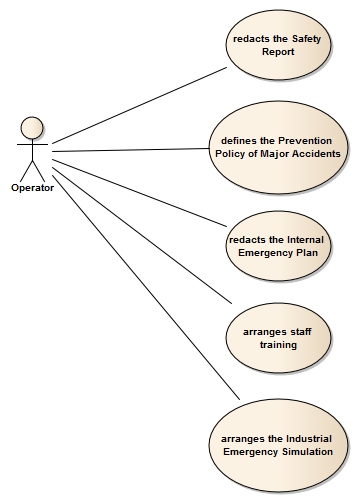 redacts the Safety
Report
defines the Prevention
Policy of Major Accidents
Operator
redacts the Internal
Emergency Plan
arranges staff
training
arranges the Industrial
Emergency Simulation